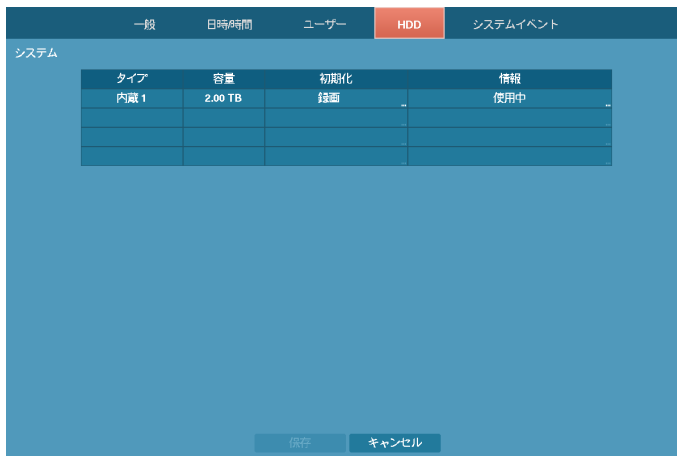 一般 日時/時間 ユーザー HDD システムイベント
システム
タイプ 容量 初期化 情報
内蔵 1 2.00 TB 録画 ... 使用中 ...
保存 キャンセル